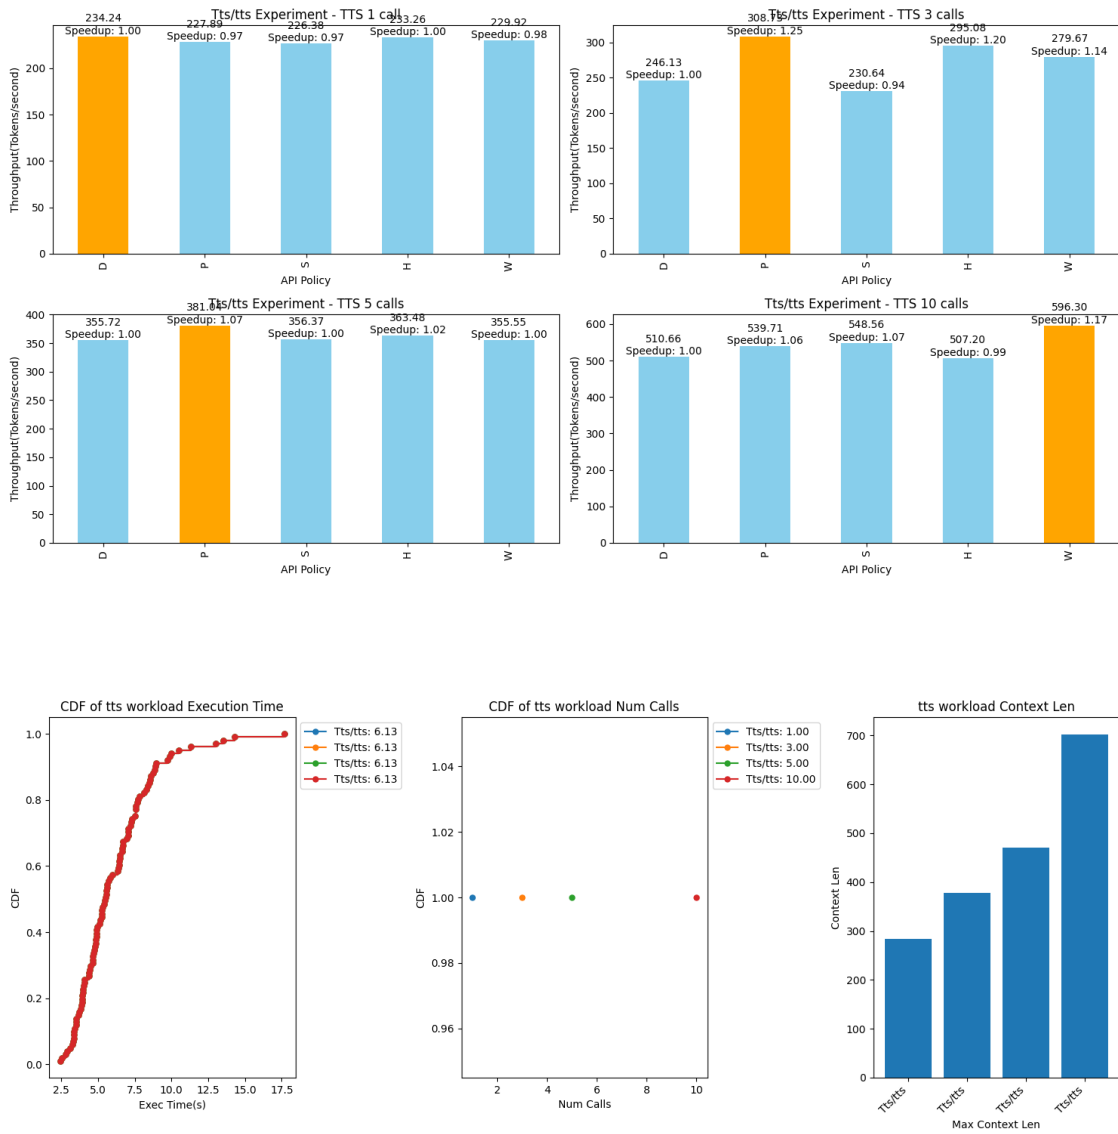 Tts/tts Experiment - TTS 1 call
234.24
Speedup: 1.00
227.89
Speedup: 0.97
226.38
Speedup: 0.97
233.26
Speedup: 1.00
229.92
Speedup: 0.98
Throughput(Tokens/second)
200
150
100
50
0
D P S H W
API Policy
Tts/tts Experiment - TTS 3 calls
246.13
Speedup: 1.00
308.75
Speedup: 1.25
230.64
Speedup: 0.94
295.08
Speedup: 1.20
279.67
Speedup: 1.14
Throughput(Tokens/second)
300
250
200
150
100
50
0
D P S H W
API Policy
Tts/tts Experiment - TTS 5 calls
355.72
Speedup: 1.00
381.04
Speedup: 1.07
356.37
Speedup: 1.00
363.48
Speedup: 1.02
355.55
Speedup: 1.00
Throughput(Tokens/second)
400
350
300
250
200
150
100
50
0
D P S H W
API Policy
Tts/tts Experiment - TTS 10 calls
510.66
Speedup: 1.00
539.71
Speedup: 1.06
548.56
Speedup: 1.07
507.20
Speedup: 0.99
596.30
Speedup: 1.17
Throughput(Tokens/second)
600
500
400
300
200
100
0
D P S H W
API Policy
CDF of tts workload Execution Time
Tts/tts: 6.13
Tts/tts: 6.13
Tts/tts: 6.13
Tts/tts: 6.13
CDF
1.0
0.8
0.6
0.4
0.2
0.0
2.5 5.0 7.5 10.0 12.5 15.0 17.5
Exec Time(s)
CDF of tts workload Num Calls
Tts/tts: 1.00
Tts/tts: 3.00
Tts/tts: 5.00
Tts/tts: 10.00
CDF
1.04
1.02
1.00
0.98
0.96
2 4 6 8 10
Num Calls
tts workload Context Len
Context Len
700
600
500
400
300
200
100
0
Tts/tts Tts/tts Tts/tts Tts/tts
Max Context Len